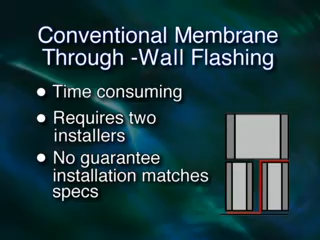 Conventional Membrane
Through -Wall Flashing
• Time consuming
• Requires two
installers
• No guarantee
installation matches
specs